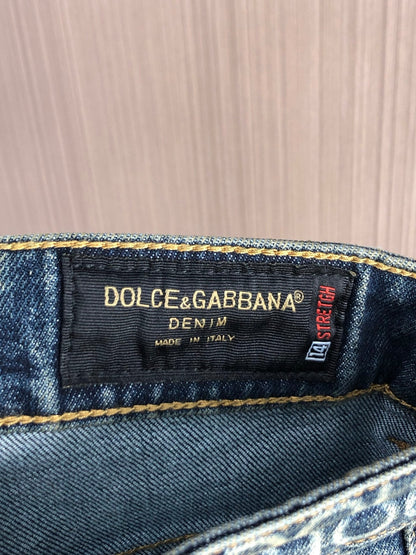 DOLCE&GABBANA®
DENIM
MADE IN ITALY
14 STRETCH